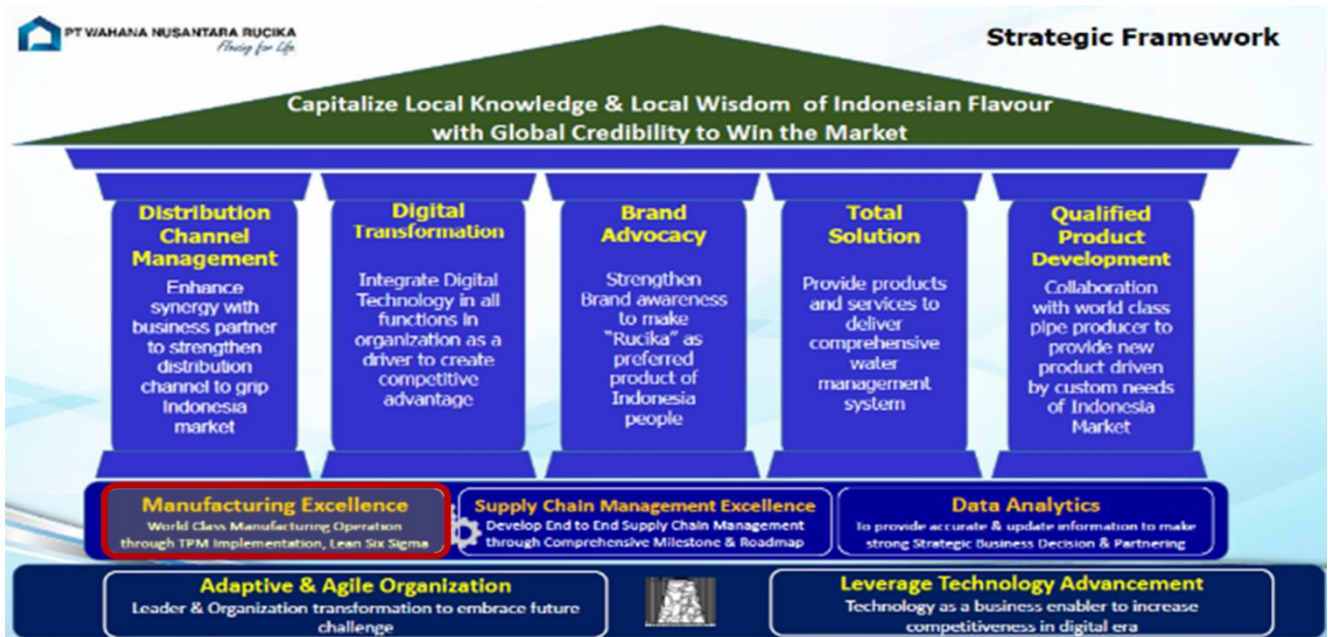 PT WAHANA NUSANTARA RUCIKA
Flowing for Life
Strategic Framework
Capitalize Local Knowledge & Local Wisdom of Indonesian Flavour
with Global Credibility to Win the Market
Distribution
Channel
Management
Enhance
synergy with
business partner
to strengthen
distribution
channel to grip
Indonesia
market
Digital
Transformation
Integrate Digital
Technology in all
functions in
organization as a
driver to create
competitive
advantage
Brand
Advocacy
Strengthen
Brand awareness
to make
"Rucika" as
preferred
product of
Indonesia
people
Total
Solution
Provide products
and services to
deliver
comprehensive
water
management
system
Qualified
Product
Development
Collaboration
with world class
pipe producer to
provide new
product driven
by custom needs
of Indonesia
Market
Manufacturing Excellence
World Class Manufacturing Operation
through TPM Implementation, Lean Six Sigma
Supply Chain Management Excellence
Develop End to End Supply Chain Management
through Comprehensive Milestone & Roadmap
Data Analytics
To provide accurate & update information to make
strong Strategic Business Decision & Partnering
Adaptive & Agile Organization
Leader & Organization transformation to embrace future
challenge
Leverage Technology Advancement
Technology as a business enabler to increase
competitiveness in digital era